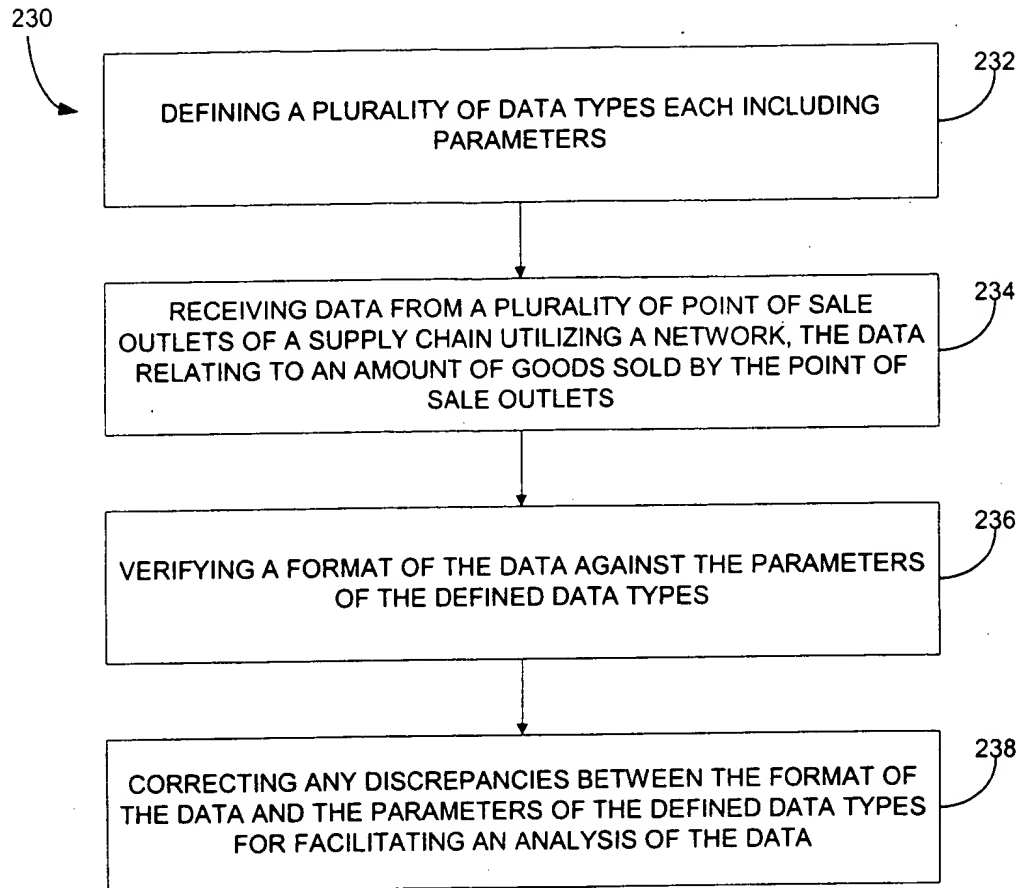 230
232
DEFINING A PLURALITY OF DATA TYPES EACH INCLUDING
PARAMETERS
234
RECEIVING DATA FROM A PLURALITY OF POINT OF SALE
OUTLETS OF A SUPPLY CHAIN UTILIZING A NETWORK, THE DATA
RELATING TO AN AMOUNT OF GOODS SOLD BY THE POINT OF
SALE OUTLETS
236
VERIFYING A FORMAT OF THE DATA AGAINST THE PARAMETERS
OF THE DEFINED DATA TYPES
238
CORRECTING ANY DISCREPANCIES BETWEEN THE FORMAT OF
THE DATA AND THE PARAMETERS OF THE DEFINED DATA TYPES
FOR FACILITATING AN ANALYSIS OF THE DATA